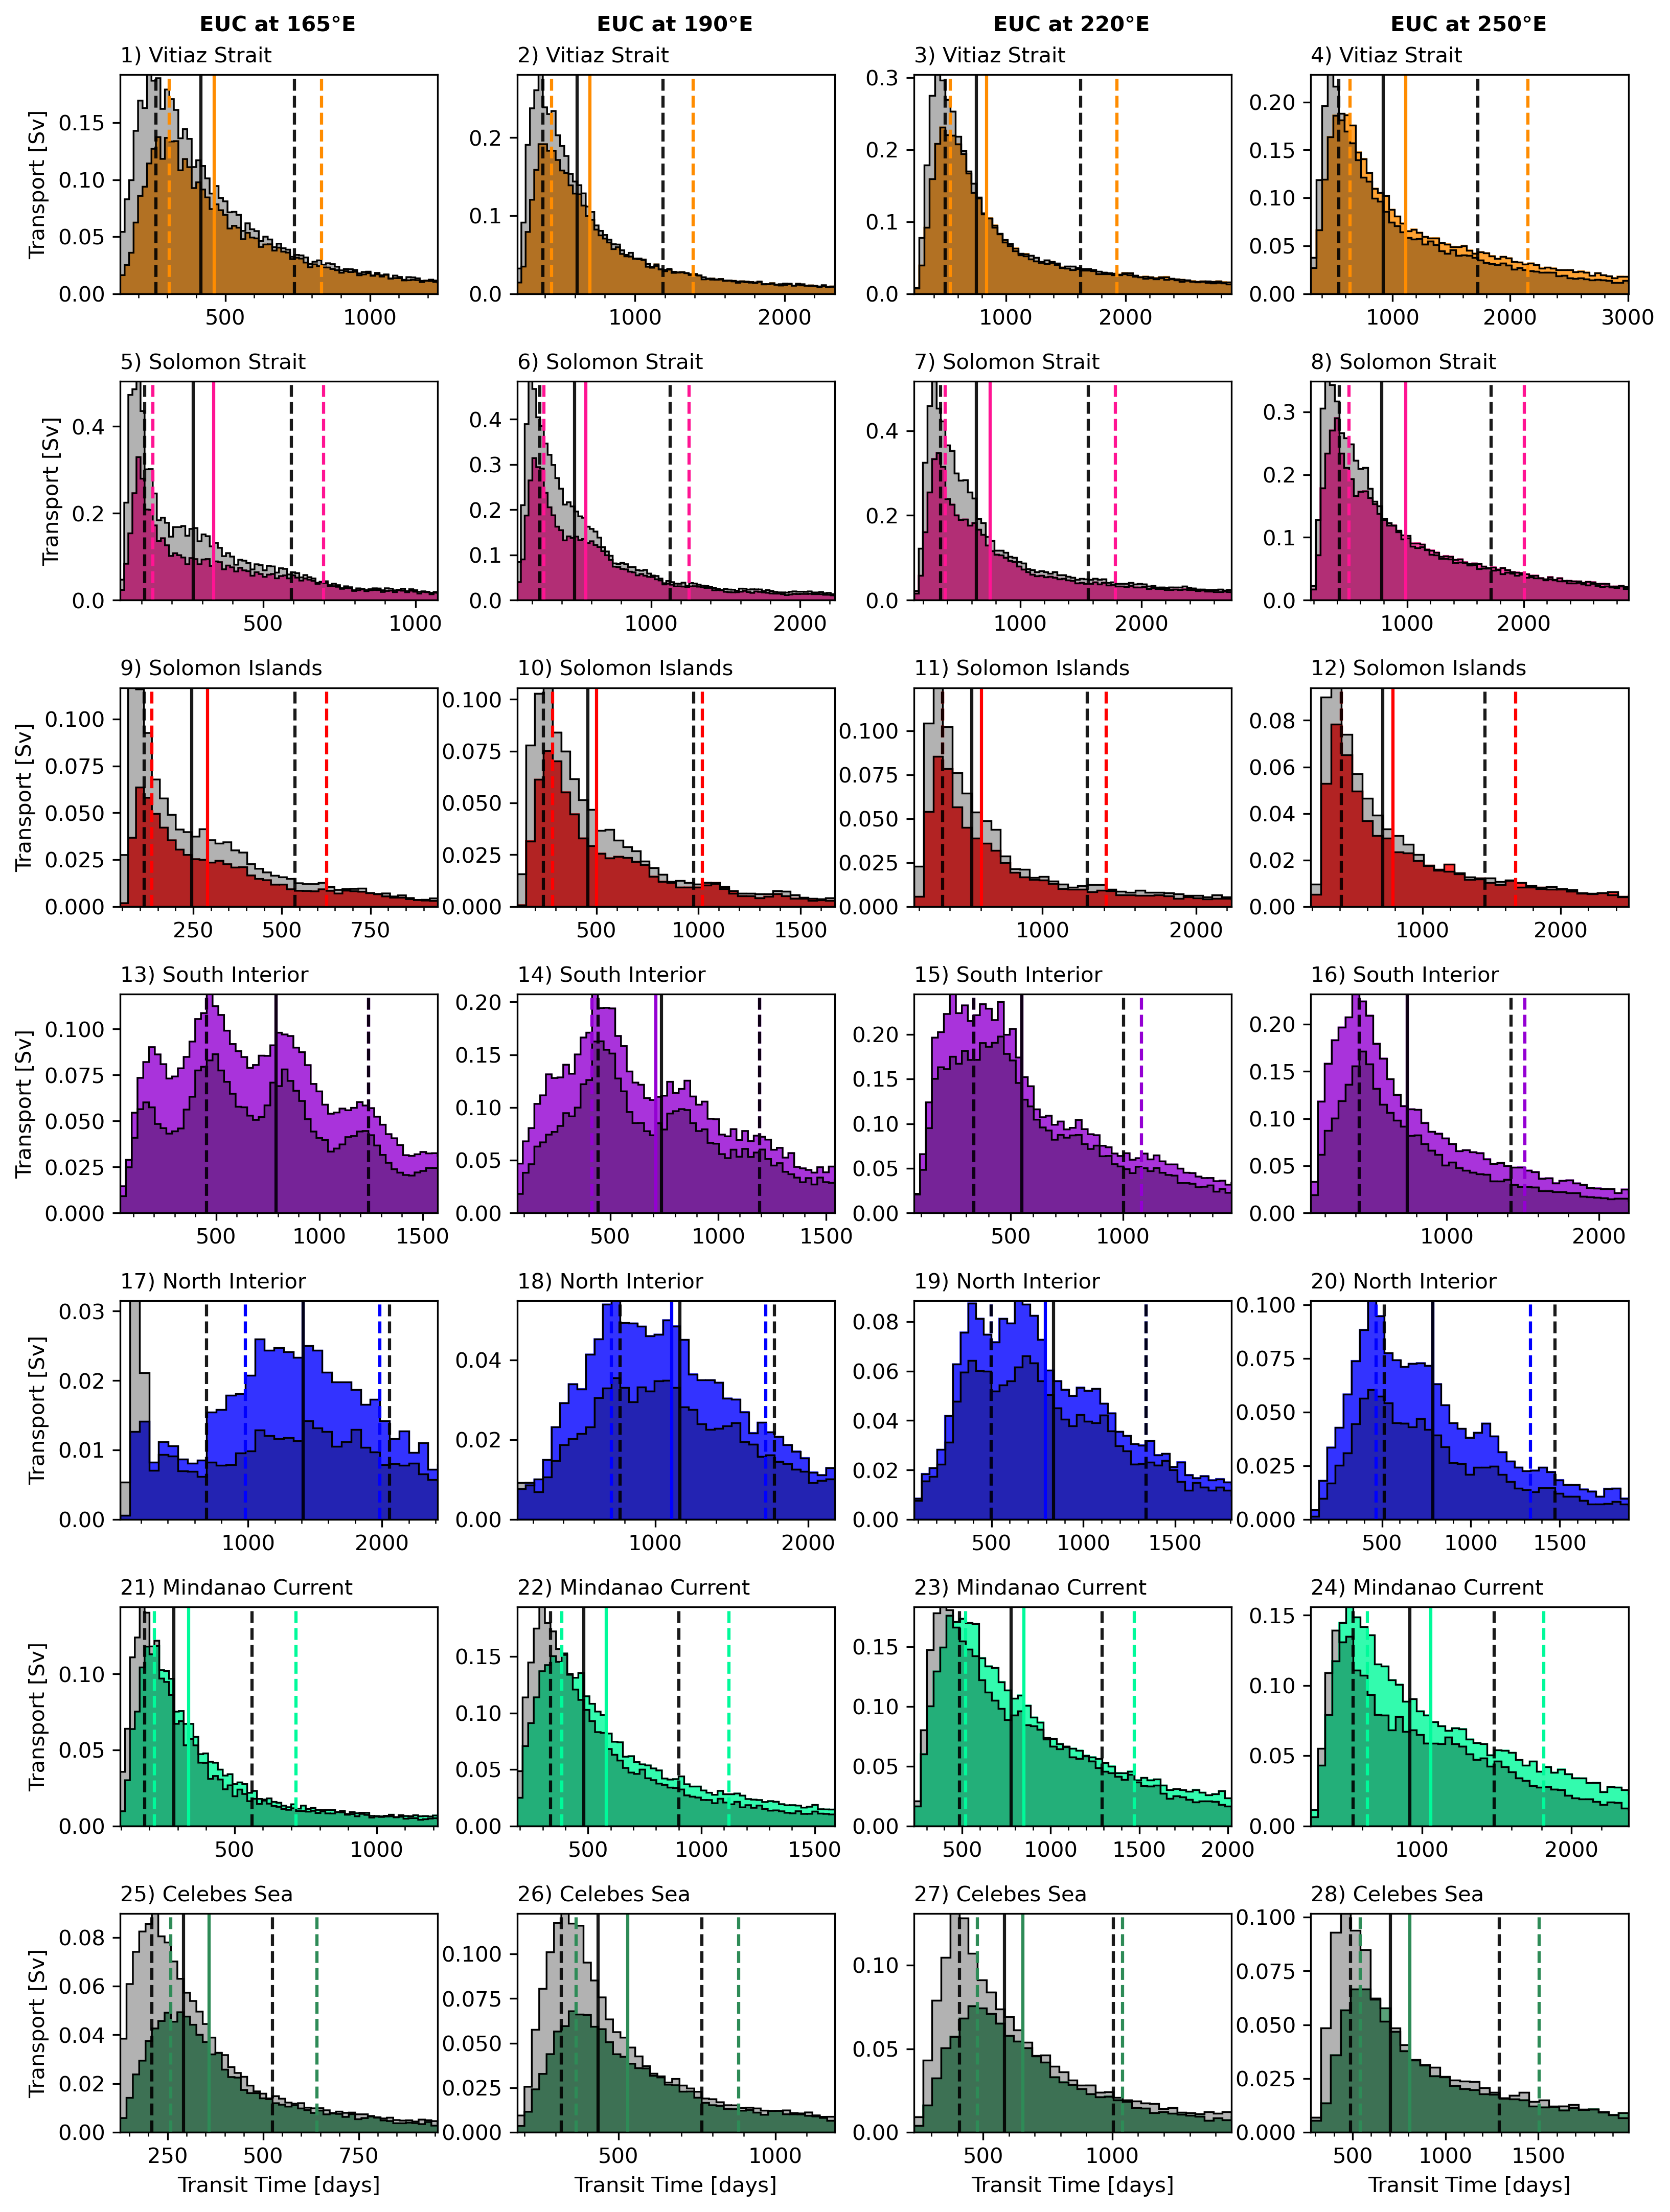 EUC at 165°E EUC at 190°E EUC at 220°E EUC at 250°E
1) Vitiaz Strait 2) Vitiaz Strait 3) Vitiaz Strait 4) Vitiaz Strait
Transport [Sv]
0.15 0.10 0.05 0.00
500 1000
0.2 0.1 0.0
1000 2000
0.3 0.2 0.1 0.0
1000 2000
0.20 0.15 0.10 0.05 0.00
1000 2000 3000
5) Solomon Strait 6) Solomon Strait 7) Solomon Strait 8) Solomon Strait
Transport [Sv]
0.4 0.2 0.0
500 1000
0.4 0.3 0.2 0.1 0.0
1000 2000
0.4 0.2 0.0
1000 2000
0.3 0.2 0.1 0.0
1000 2000
9) Solomon Islands 10) Solomon Islands 11) Solomon Islands 12) Solomon Islands
Transport [Sv]
0.100 0.075 0.050 0.025 0.000
250 500 750
0.100 0.075 0.050 0.025 0.000
500 1000 1500
0.100 0.075 0.050 0.025 0.000
1000 2000
0.08 0.06 0.04 0.02 0.00
1000 2000
13) South Interior 14) South Interior 15) South Interior 16) South Interior
Transport [Sv]
0.100 0.075 0.050 0.025 0.000
500 1000 1500
0.20 0.15 0.10 0.05 0.00
500 1000 1500
0.20 0.15 0.10 0.05 0.00
500 1000
0.20 0.15 0.10 0.05 0.00
1000 2000
17) North Interior 18) North Interior 19) North Interior 20) North Interior
Transport [Sv]
0.03 0.02 0.01 0.00
1000 2000
0.04 0.02 0.00
1000 2000
0.08 0.06 0.04 0.02 0.00
500 1000 1500
0.100 0.075 0.050 0.025 0.000
500 1000 1500
21) Mindanao Current 22) Mindanao Current 23) Mindanao Current 24) Mindanao Current
Transport [Sv]
0.10 0.05 0.00
500 1000
0.15 0.10 0.05 0.00
500 1000 1500
0.15 0.10 0.05 0.00
500 1000 1500 2000
0.15 0.10 0.05 0.00
1000 2000
25) Celebes Sea 26) Celebes Sea 27) Celebes Sea 28) Celebes Sea
Transport [Sv]
0.08 0.06 0.04 0.02 0.00
250 500 750
0.100 0.075 0.050 0.025 0.000
500 1000
0.10 0.05 0.00
500 1000
0.100 0.075 0.050 0.025 0.000
500 1000 1500
Transit Time [days] Transit Time [days] Transit Time [days] Transit Time [days]